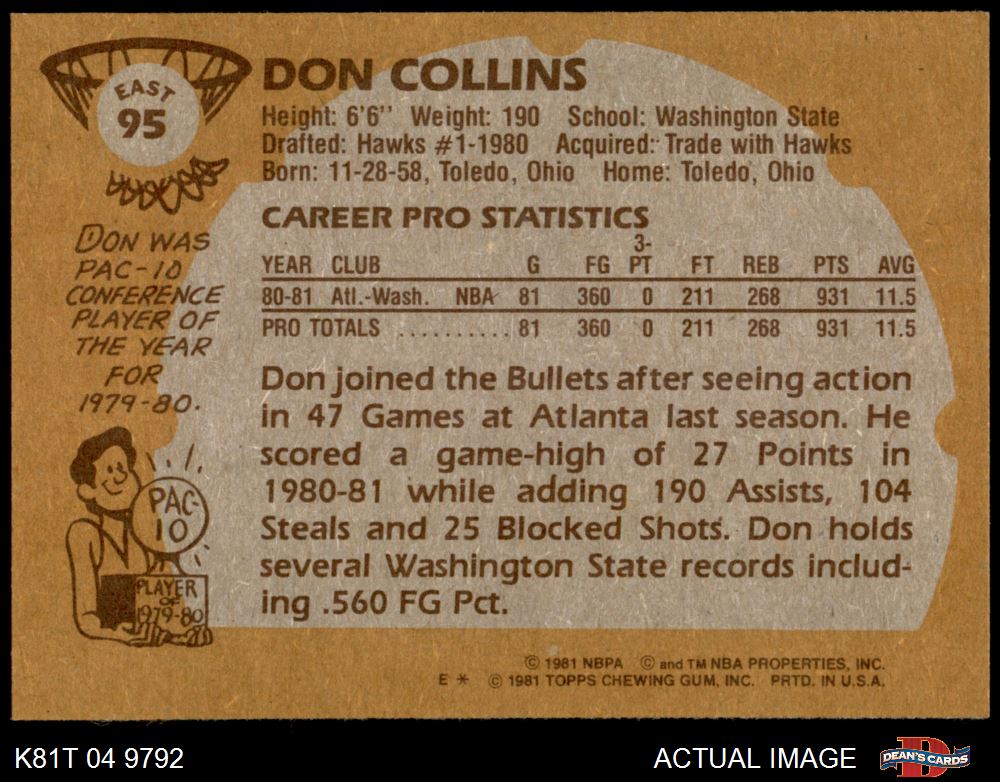 EAST
95
DON COLLINS
Height: 6'6'' Weight: 190 School: Washington State
Drafted: Hawks #1-1980 Acquired: Trade with Hawks
Born: 11-28-58, Toledo, Ohio Home: Toledo, Ohio
CAREER PRO STATISTICS
YEAR CLUB G FG 3-PT FT REB PTS AVG
80-81 Atl.-Wash. NBA 81 360 0 211 268 931 11.5
PRO TOTALS .......... 81 360 0 211 268 931 11.5
DON WAS
PAC-10
CONFERENCE
PLAYER OF
THE YEAR
FOR
1979-80.
PAC-
10
PLAYER
OF
1979-80
Don joined the Bullets after seeing action
in 47 Games at Atlanta last season. He
scored a game-high of 27 Points in
1980-81 while adding 190 Assists, 104
Steals and 25 Blocked Shots. Don holds
several Washington State records includ-
ing .560 FG Pct.
© 1981 NBPA © and TM NBA PROPERTIES, INC.
E * © 1981 TOPPS CHEWING GUM, INC. PRTD. IN U.S.A.
K81T 04 9792 ACTUAL IMAGE DEAN'S CARDS